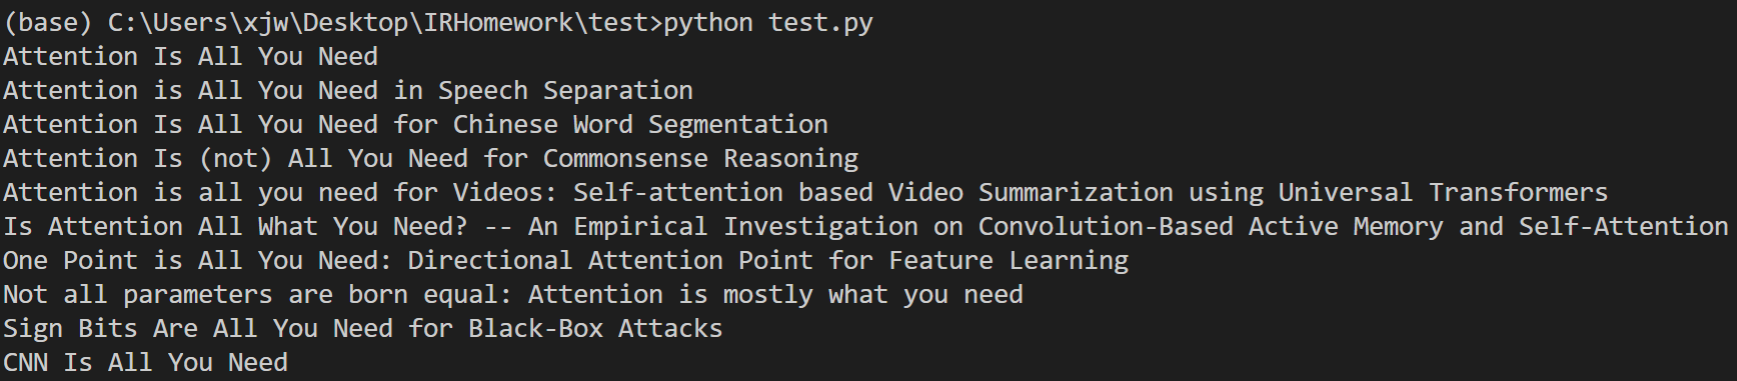 (base) C:\Users\xjw\Desktop\IRHomework\test>python test.py
Attention Is All You Need
Attention is All You Need in Speech Separation
Attention Is All You Need for Chinese Word Segmentation
Attention Is (not) All You Need for Commonsense Reasoning
Attention is all you need for Videos: Self-attention based Video Summarization using Universal Transformers
Is Attention All What You Need? -- An Empirical Investigation on Convolution-Based Active Memory and Self-Attention
One Point is All You Need: Directional Attention Point for Feature Learning
Not all parameters are born equal: Attention is mostly what you need
Sign Bits Are All You Need for Black-Box Attacks
CNN Is All You Need